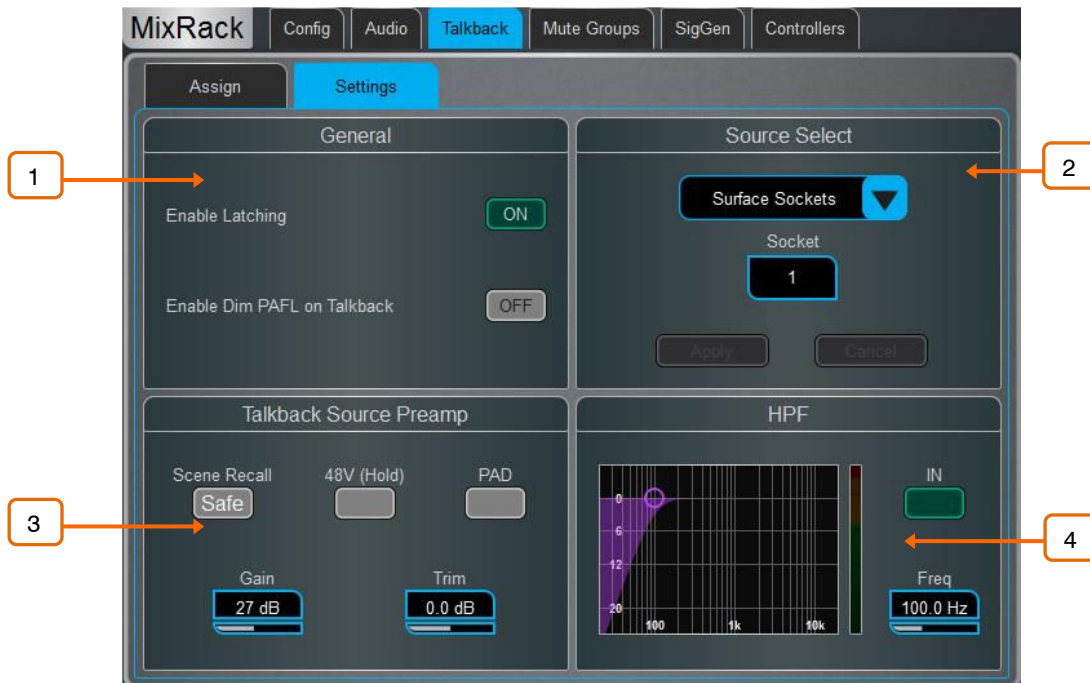 MixRack Config Audio Talkback Mute Groups SigGen Controllers
Assign Settings
General
1
Enable Latching ON
Enable Dim PAFL on Talkback OFF
Source Select
2
Surface Sockets
Socket
1
Apply Cancel
Talkback Source Preamp
Scene Recall 48V (Hold) PAD
Safe
3
Gain Trim
27 dB 0.0 dB
HPF
0
6
12
20
100 1k 10k
IN
4
Freq
100.0 Hz